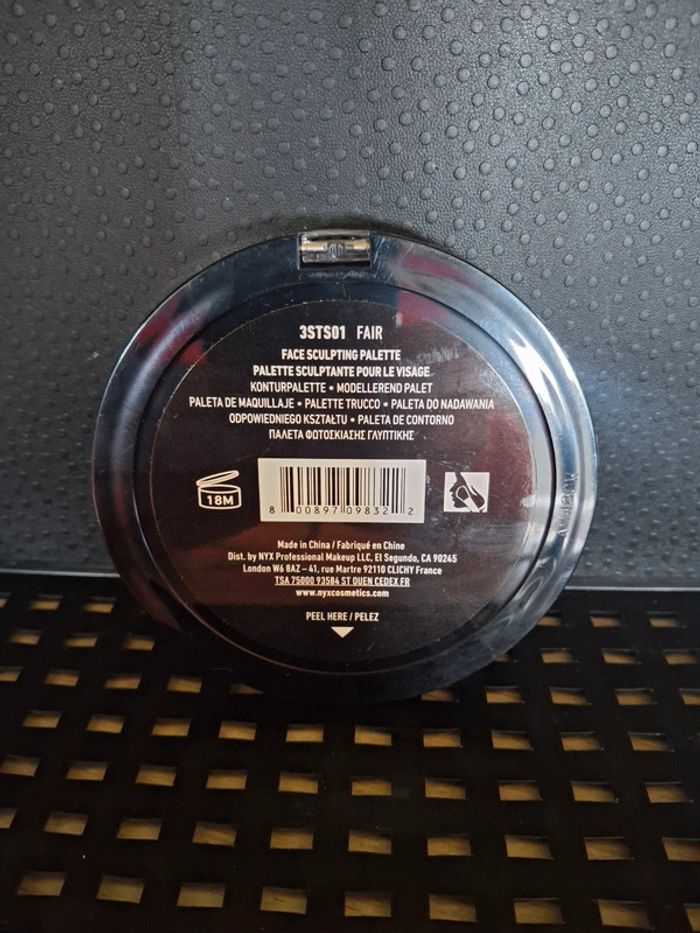 3STS01 FAIR
FACE SCULPTING PALETTE
PALETTE SCULPTANTE POUR LE VISAGE
KONTURPALETTE • MODELLEREND PALET
PALETA DE MAQUILLAJE • PALETTE TRUCCO • PALETA DO NADAWANIA
ODPOWIEDNIEGO KSZTAŁTU • PALETA DE CONTORNO
ΠΑΛΕΤΑ ΦΩΤΟΣΚΙΑΣΗΣ ΓΛΥΠΤΙΚΗΣ
18M
8 00897 09832 2
Made in China / Fabriqué en Chine
Dist. by NYX Professional Makeup LLC, El Segundo, CA 90245
London W6 8AZ – 41, rue Martre 92110 CLICHY France
TSA 75000 93584 ST OUEN CEDEX FR
www.nyxcosmetics.com
PEEL HERE / PELEZ